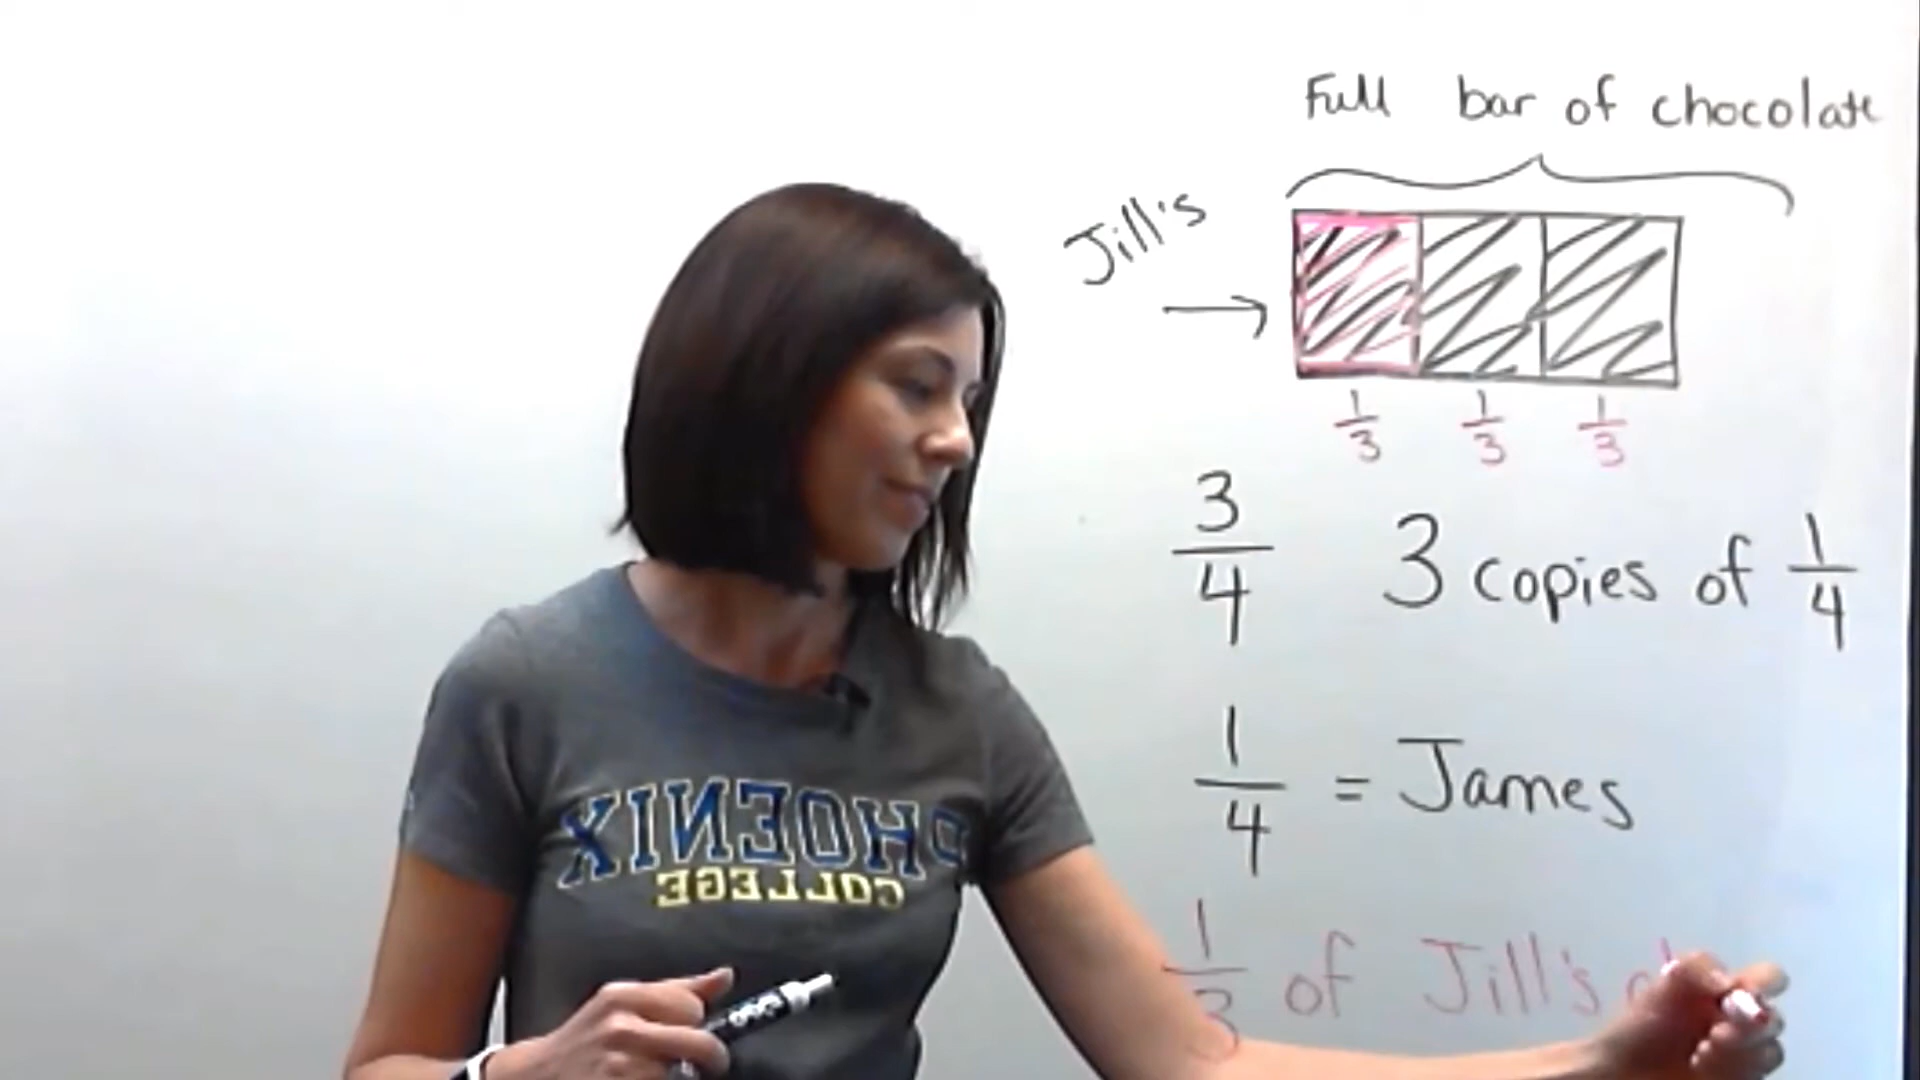 Full bar of chocolate
Jill's
→
1/3 1/3 1/3
3/4 3 copies of 1/4
1/4 = James
1/3 of Jill's
PHOENIX
COLLEGE